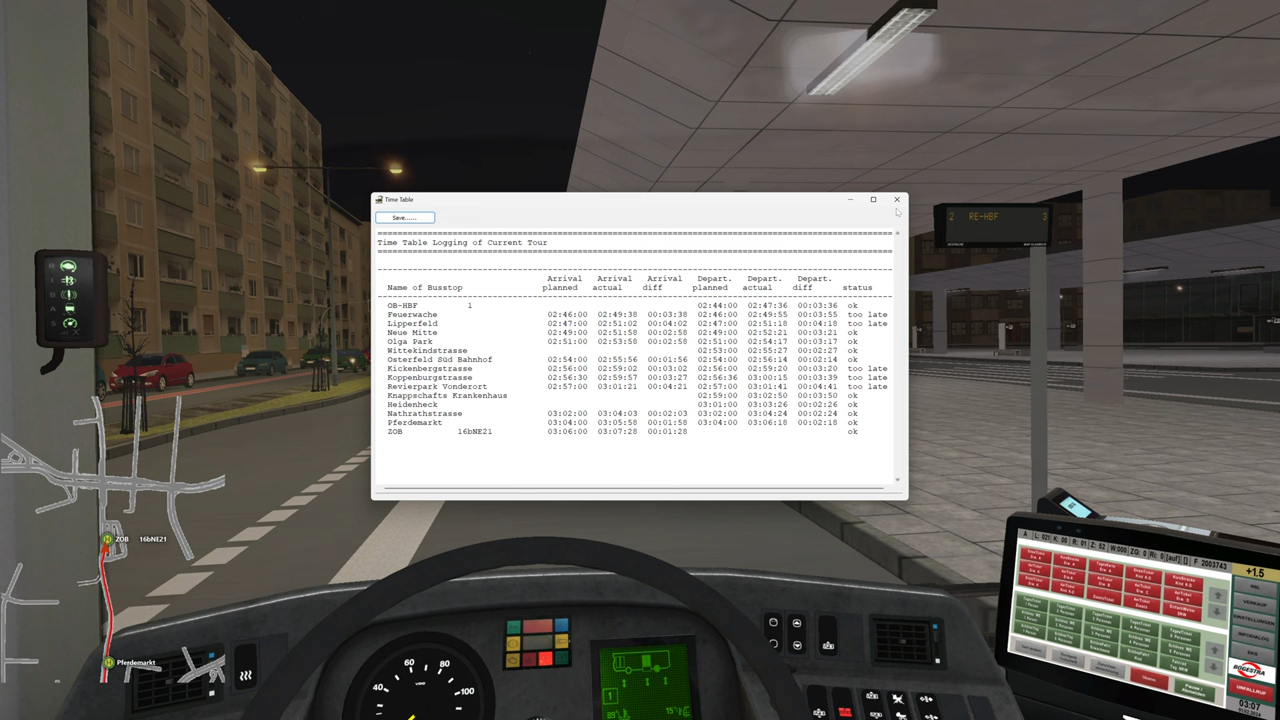 Time Table
Save......
Time Table Logging of Current Tour
Name of Busstop Arrival planned Arrival actual Arrival diff Depart. planned Depart. actual Depart. diff status
OB-HBF 1 02:44:00 02:47:36 00:03:36 ok
Feuerwache 02:46:00 02:49:38 00:03:38 02:46:00 02:49:55 00:03:55 too late
Lipperfeld 02:47:00 02:51:02 00:04:02 02:47:00 02:51:18 00:04:18 too late
Neue Mitte 02:49:00 02:51:58 00:02:58 02:49:00 02:52:21 00:03:21 ok
Olga Park 02:51:00 02:53:58 00:02:58 02:51:00 02:54:17 00:03:17 ok
Wittekindstrasse 02:53:00 02:55:27 00:02:27 ok
Osterfeld Süd Bahnhof 02:54:00 02:55:56 00:01:56 02:54:00 02:56:14 00:02:14 ok
Kickenbergstrasse 02:56:00 02:59:02 00:03:02 02:56:00 02:59:20 00:03:20 too late
Koppenburgstrasse 02:56:30 02:59:57 00:03:27 02:56:36 03:00:15 00:03:39 too late
Revierpark Vonderort 02:57:00 03:01:21 00:04:21 02:57:00 03:01:41 00:04:41 too late
Knappschafts Krankenhaus 02:59:00 03:02:50 00:03:50 ok
Heidenheck 03:01:00 03:03:26 00:02:26 ok
Nathrathstrasse 03:02:00 03:04:03 00:02:03 03:02:00 03:04:24 00:02:24 ok
Pferdemarkt 03:04:00 03:05:58 00:01:58 03:04:00 03:06:18 00:02:18 ok
ZOB 16bNE21 03:06:00 03:07:28 00:01:28 ok
2 RE-HBF 3
ZOB 16bNE21
Pferdemarkt
40 60 80 100
1
+1.5
VERKAUF
EINSTELLUNGEN
INFODIALOG
BOGESTRA
UNFALLRUF
03:07